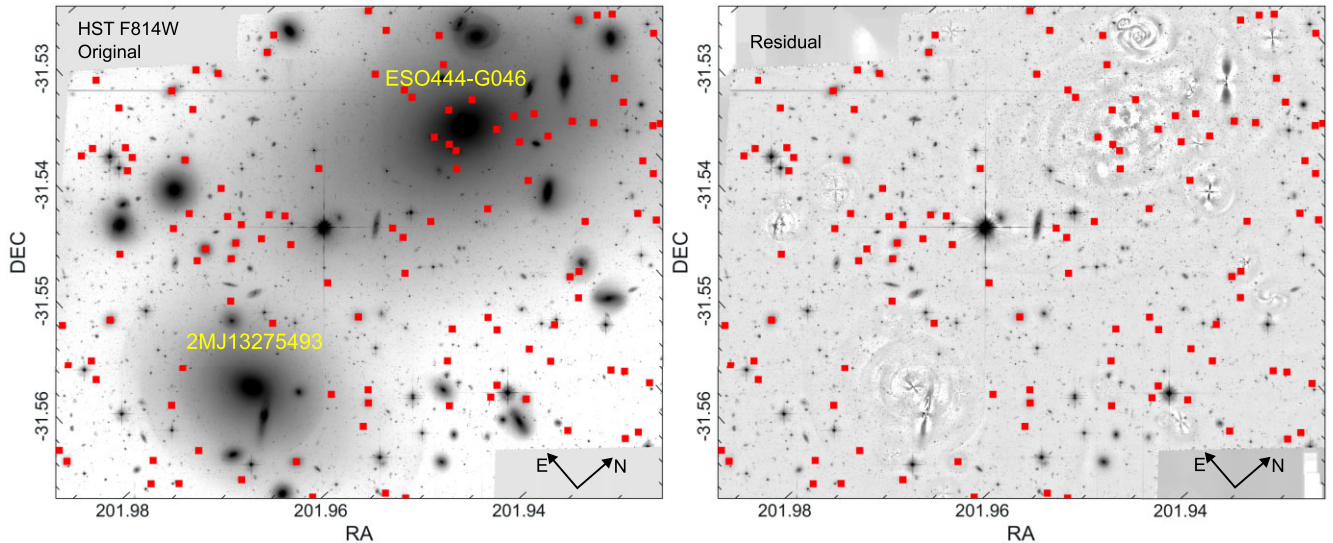 HST F814W
Original
ESO444-G046
2MJ13275493
E
N
-31.53
-31.54
-31.55
-31.56
DEC
201.98
201.96
201.94
RA
Residual
E
N
-31.53
-31.54
-31.55
-31.56
DEC
201.98
201.96
201.94
RA